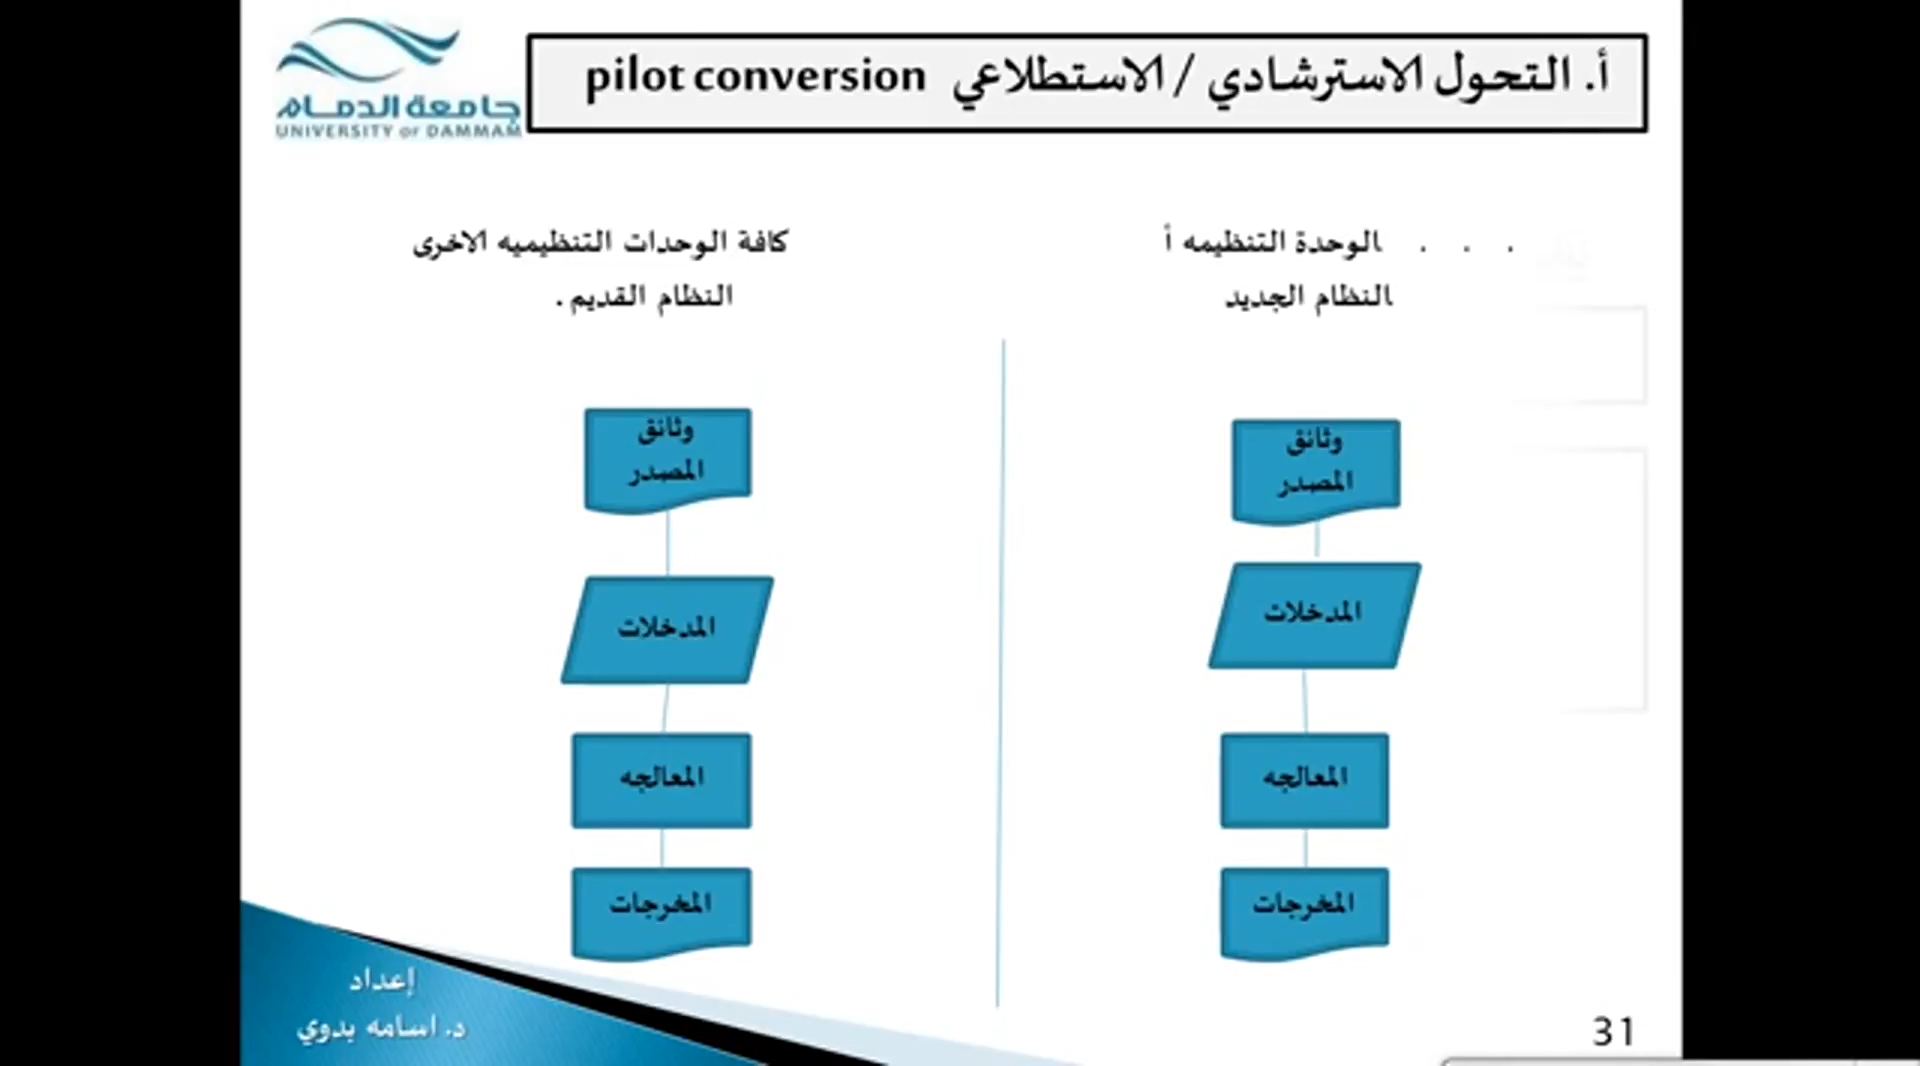 جامعة الدمام
UNIVERSITY of DAMMAM
أ. التحول الاسترشادي / الاستطلاعي pilot conversion
. . . الوحدة التنظيمه أ
النظام الجديد
وثائق
المصدر
المدخلات
المعالجه
المخرجات
كافة الوحدات التنظيميه الاخرى
النظام القديم .
وثائق
المصدر
المدخلات
المعالجه
المخرجات
إعداد
د. اسامه بدوي
31